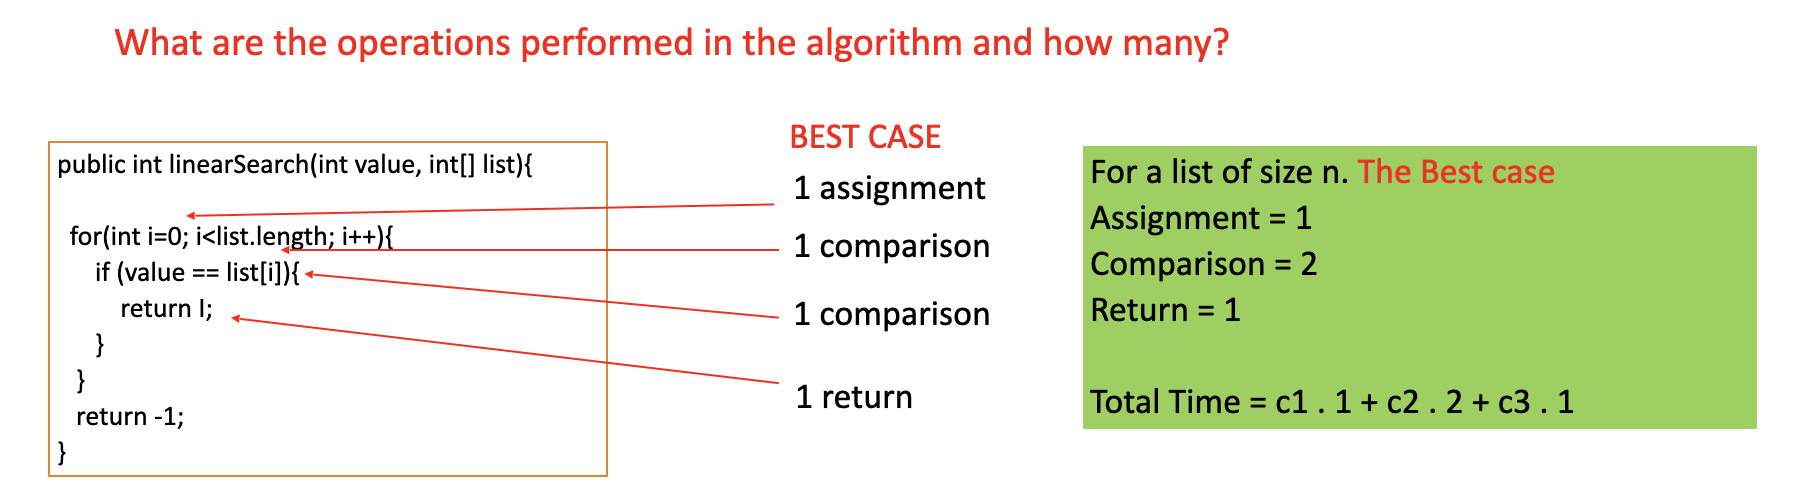 What are the operations performed in the algorithm and how many?
public int linearSearch(int value, int[] list){
for(int i=0; i<list.length; i++){
if (value == list[i]){
return I;
}
}
return -1;
}
BEST CASE
1 assignment
1 comparison
1 comparison
1 return
For a list of size n. The Best case
Assignment = 1
Comparison = 2
Return = 1
Total Time = c1 . 1 + c2 . 2 + c3 . 1